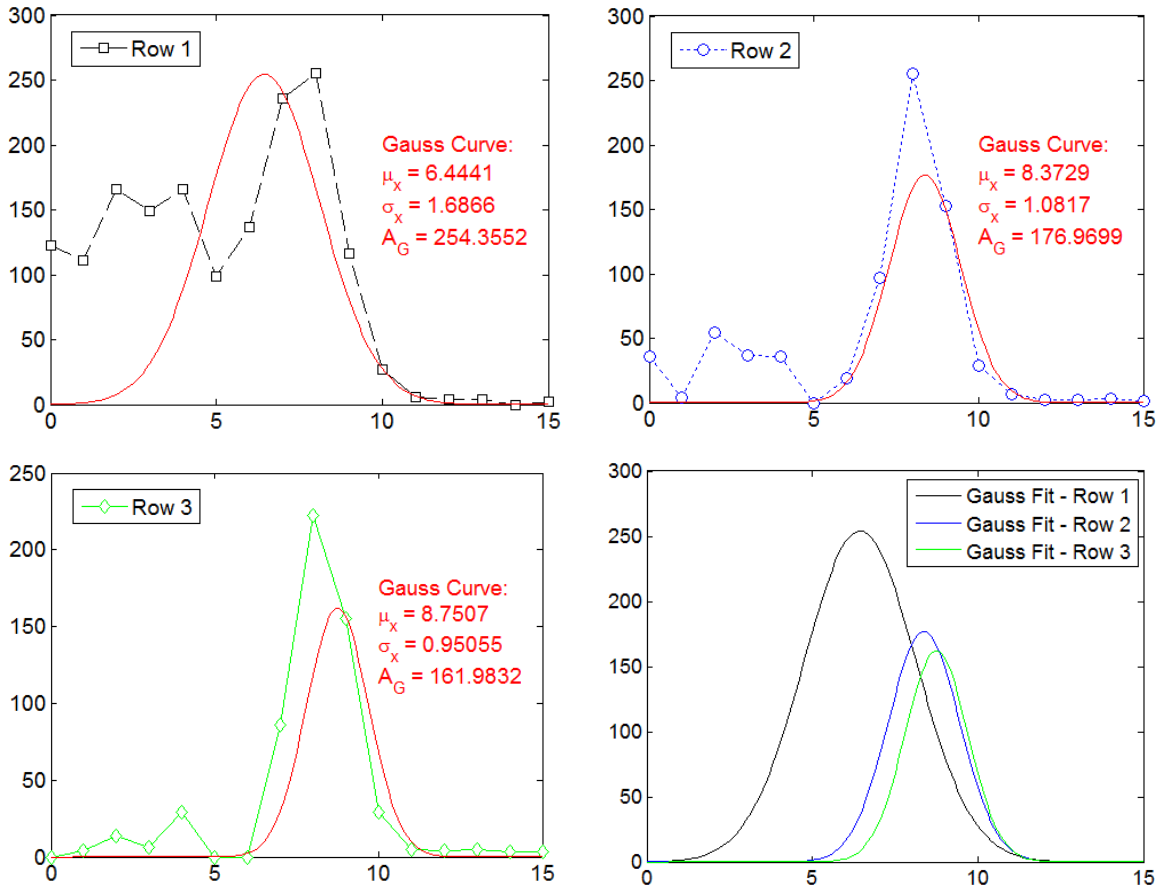 300
250
200
150
100
50
0
0 5 10 15
Row 1
Gauss Curve:
μx = 6.4441
σx = 1.6866
AG = 254.3552
300
250
200
150
100
50
0
0 5 10 15
Row 2
Gauss Curve:
μx = 8.3729
σx = 1.0817
AG = 176.9699
250
200
150
100
50
0
0 5 10 15
Row 3
Gauss Curve:
μx = 8.7507
σx = 0.95055
AG = 161.9832
300
250
200
150
100
50
0
0 5 10 15
Gauss Fit - Row 1
Gauss Fit - Row 2
Gauss Fit - Row 3